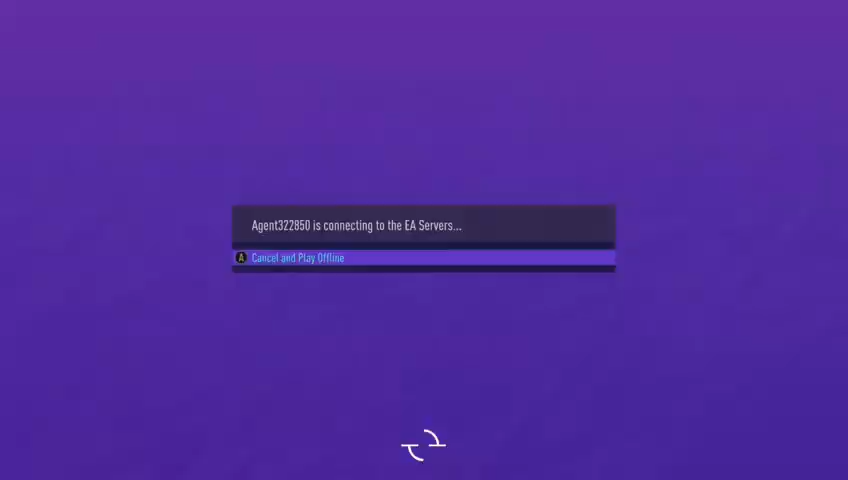 Agent322850 is connecting to the EA Servers...
A Cancel and Play Offline